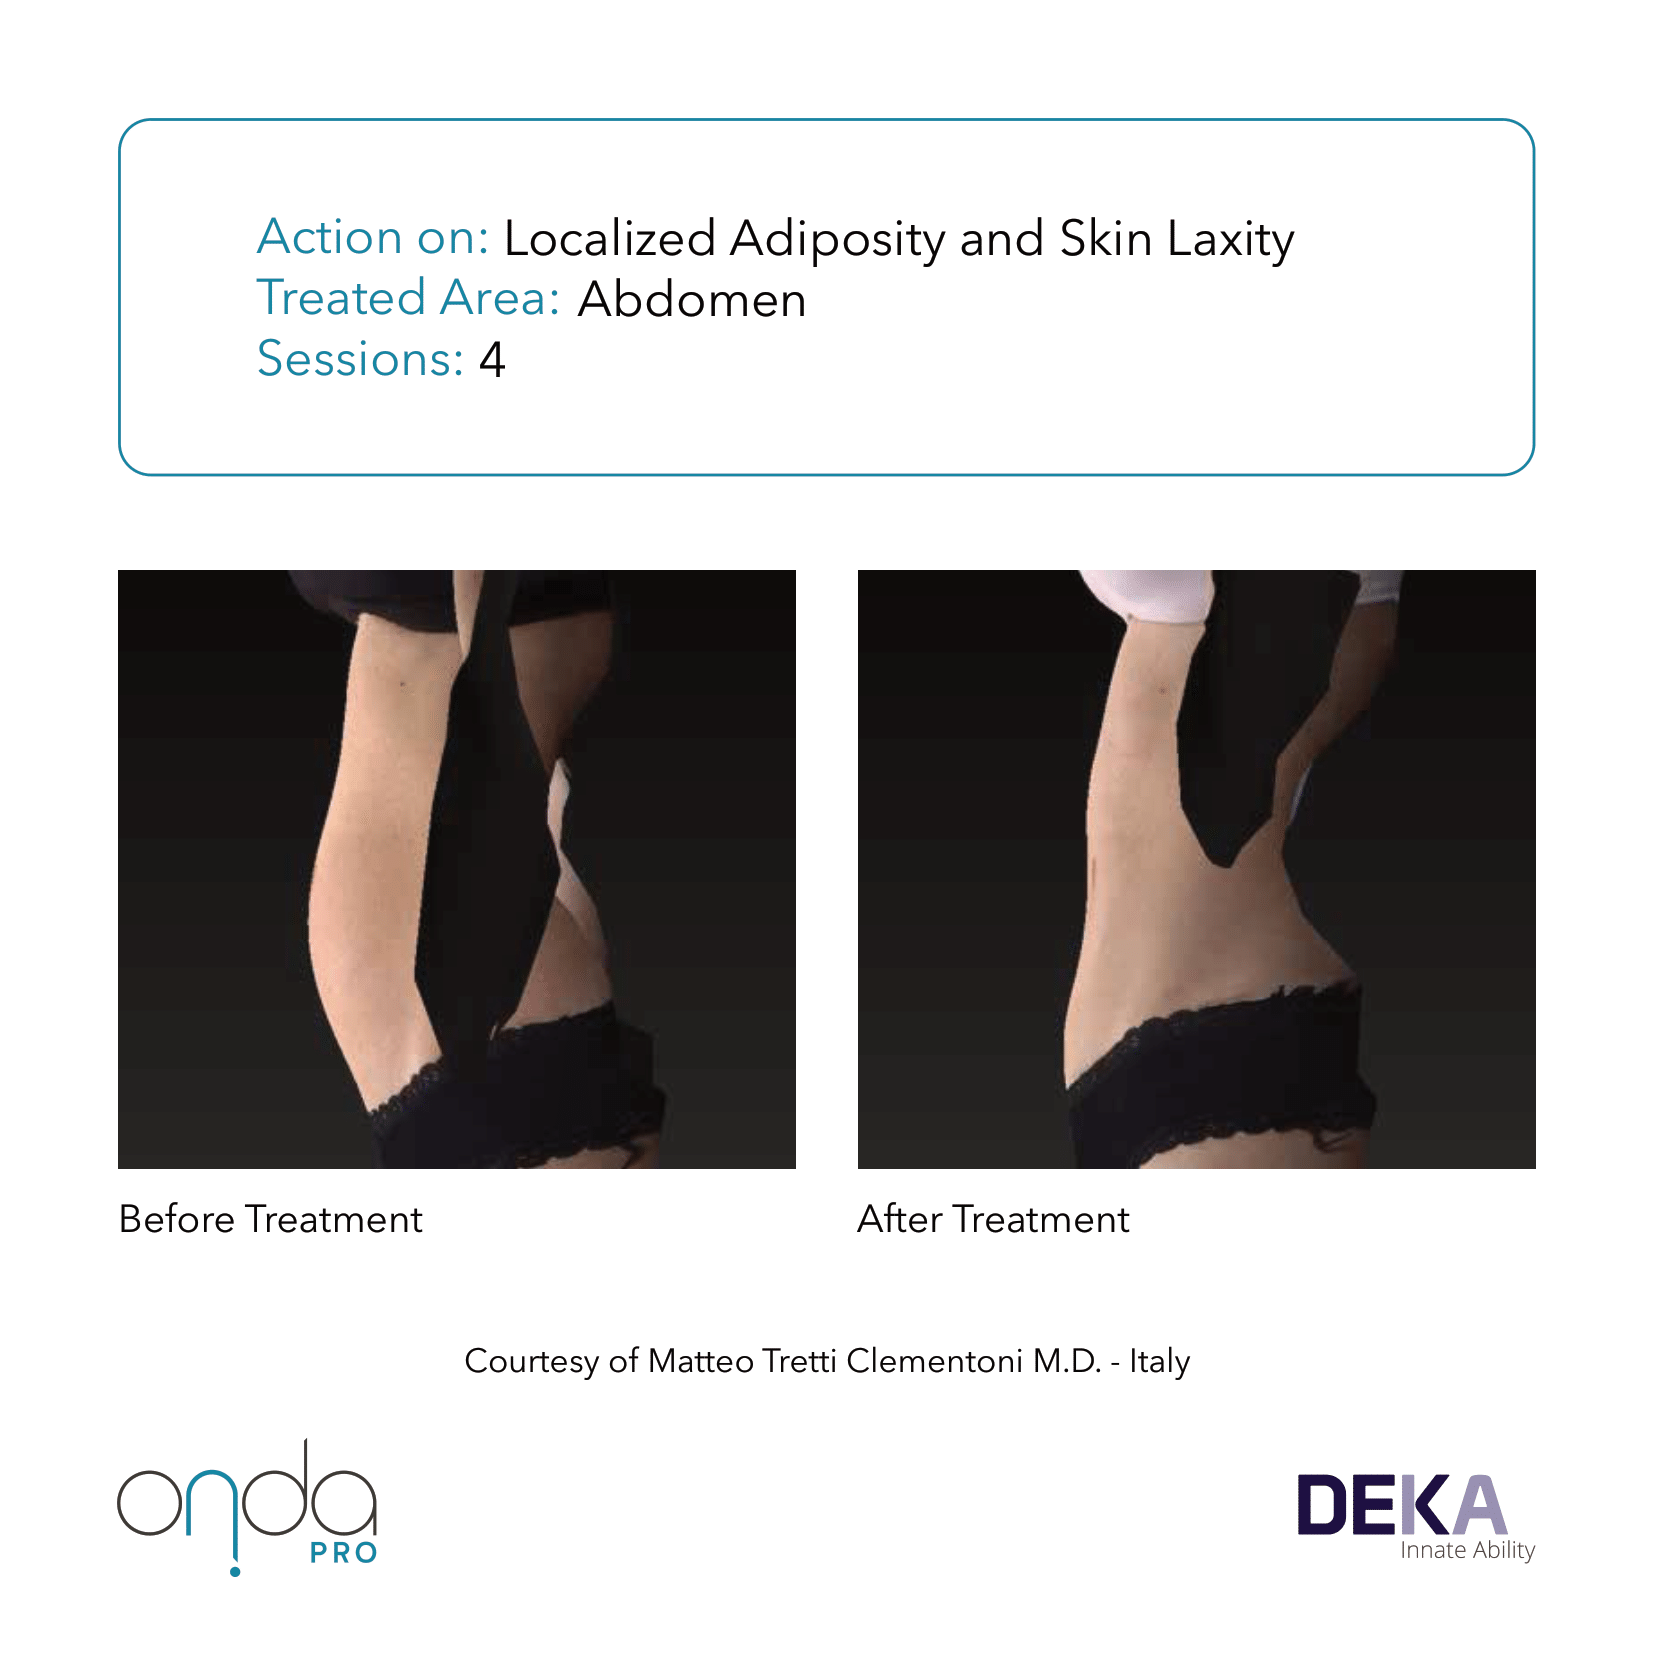 Action on: Localized Adiposity and Skin Laxity
Treated Area: Abdomen
Sessions: 4
Before Treatment
After Treatment
Courtesy of Matteo Tretti Clementoni M.D. - Italy
onda
PRO
DEKA
Innate Ability